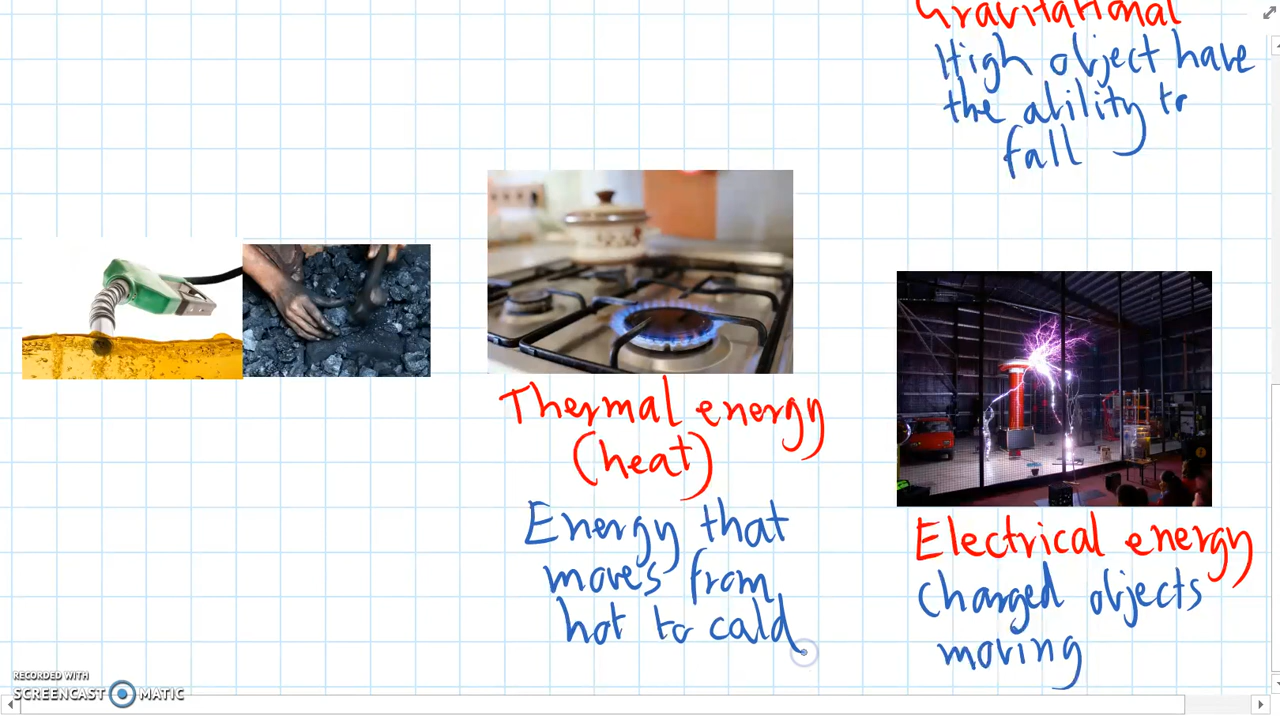 Gravitational
High object have
the ability to
fall
Thermal energy
(heat)
Energy that
moves from
hot to cald
Electrical energy
charged objects
moving
RECORDED WITH
SCREENCAST MATIC